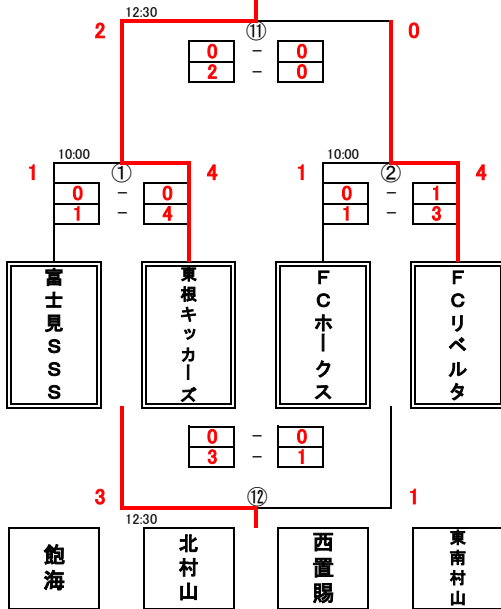 12:30
2 ⑪ 0
0 - 0
2 - 0
10:00 10:00
1 ① 4 1 ② 4
0 - 0 0 - 1
1 - 4 1 - 3
富士見SSS
東根キッカーズ
FCホークス
FCリベルタ
0 - 0
3 - 1
3 ⑫ 1
12:30
飽海
北村山
西置賜
東南村山